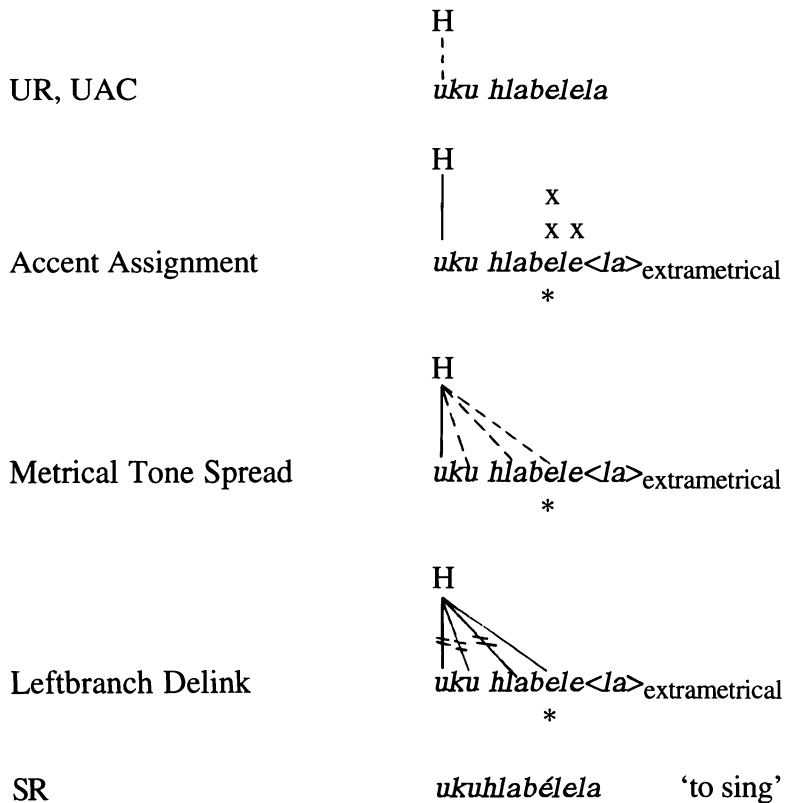 H
UR, UAC uku hlabelela
H
x
x x
Accent Assignment uku hlabele<la>extrametrical
*
H
Metrical Tone Spread uku hlabele<la>extrametrical
*
H
Leftbranch Delink uku hlabele<la>extrametrical
*
SR ukuhlabélela ‘to sing’